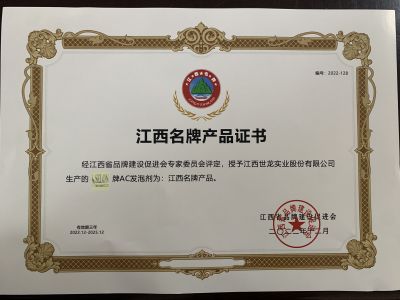 编号：2022-128
江西名牌产品证书
经江西省品牌建设促进会专家委员会评定，授予江西世龙实业股份有限公司
生产的 牌AC发泡剂为：江西名牌产品。
江西省品牌建设促进会
二〇二二年十二月
有效期三年
2022.12-2025.12